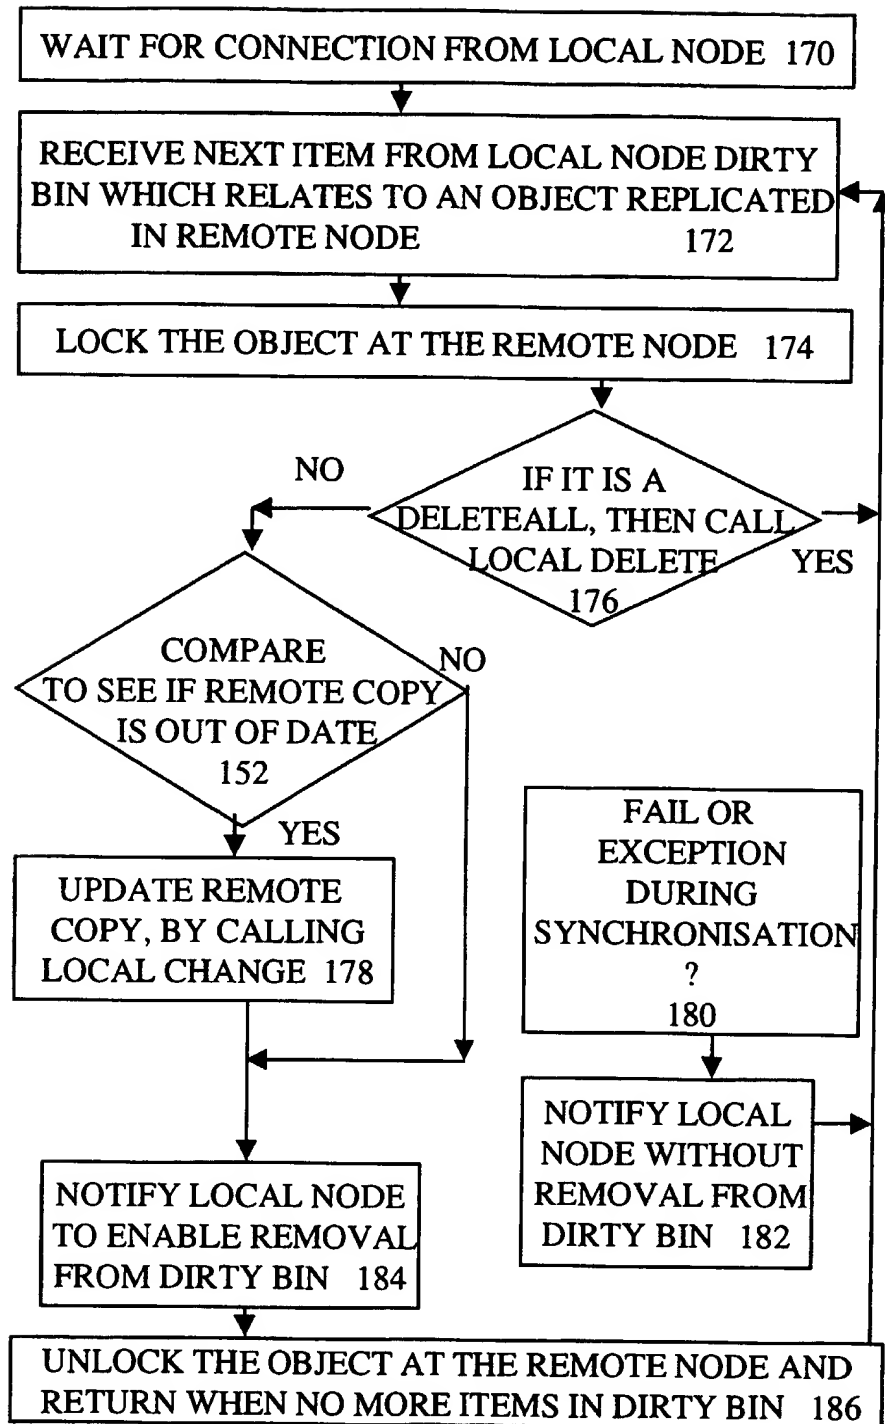 WAIT FOR CONNECTION FROM LOCAL NODE 170
RECEIVE NEXT ITEM FROM LOCAL NODE DIRTY
BIN WHICH RELATES TO AN OBJECT REPLICATED
IN REMOTE NODE 172
LOCK THE OBJECT AT THE REMOTE NODE 174
IF IT IS A
DELETEALL, THEN CALL
LOCAL DELETE
176
NO
YES
COMPARE
TO SEE IF REMOTE COPY
IS OUT OF DATE
152
NO
YES
UPDATE REMOTE
COPY, BY CALLING
LOCAL CHANGE 178
FAIL OR
EXCEPTION
DURING
SYNCHRONISATION
?
180
NOTIFY LOCAL
NODE WITHOUT
REMOVAL FROM
DIRTY BIN 182
NOTIFY LOCAL NODE
TO ENABLE REMOVAL
FROM DIRTY BIN 184
UNLOCK THE OBJECT AT THE REMOTE NODE AND
RETURN WHEN NO MORE ITEMS IN DIRTY BIN 186